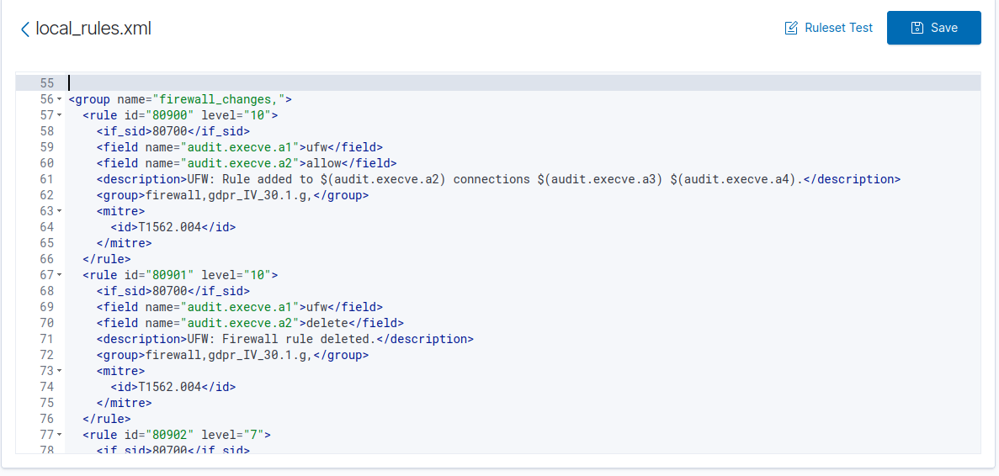 local_rules.xml
Ruleset Test
Save
55
56 <group name="firewall_changes,">
57 <rule id="80900" level="10">
58 <if_sid>80700</if_sid>
59 <field name="audit.execve.a1">ufw</field>
60 <field name="audit.execve.a2">allow</field>
61 <description>UFW: Rule added to $(audit.execve.a2) connections $(audit.execve.a3) $(audit.execve.a4).</description>
62 <group>firewall,gdpr_IV_30.1.g,</group>
63 <mitre>
64 <id>T1562.004</id>
65 </mitre>
66 </rule>
67 <rule id="80901" level="10">
68 <if_sid>80700</if_sid>
69 <field name="audit.execve.a1">ufw</field>
70 <field name="audit.execve.a2">delete</field>
71 <description>UFW: Firewall rule deleted.</description>
72 <group>firewall,gdpr_IV_30.1.g,</group>
73 <mitre>
74 <id>T1562.004</id>
75 </mitre>
76 </rule>
77 <rule id="80902" level="7">
78 <if_sid>80700</if_sid>